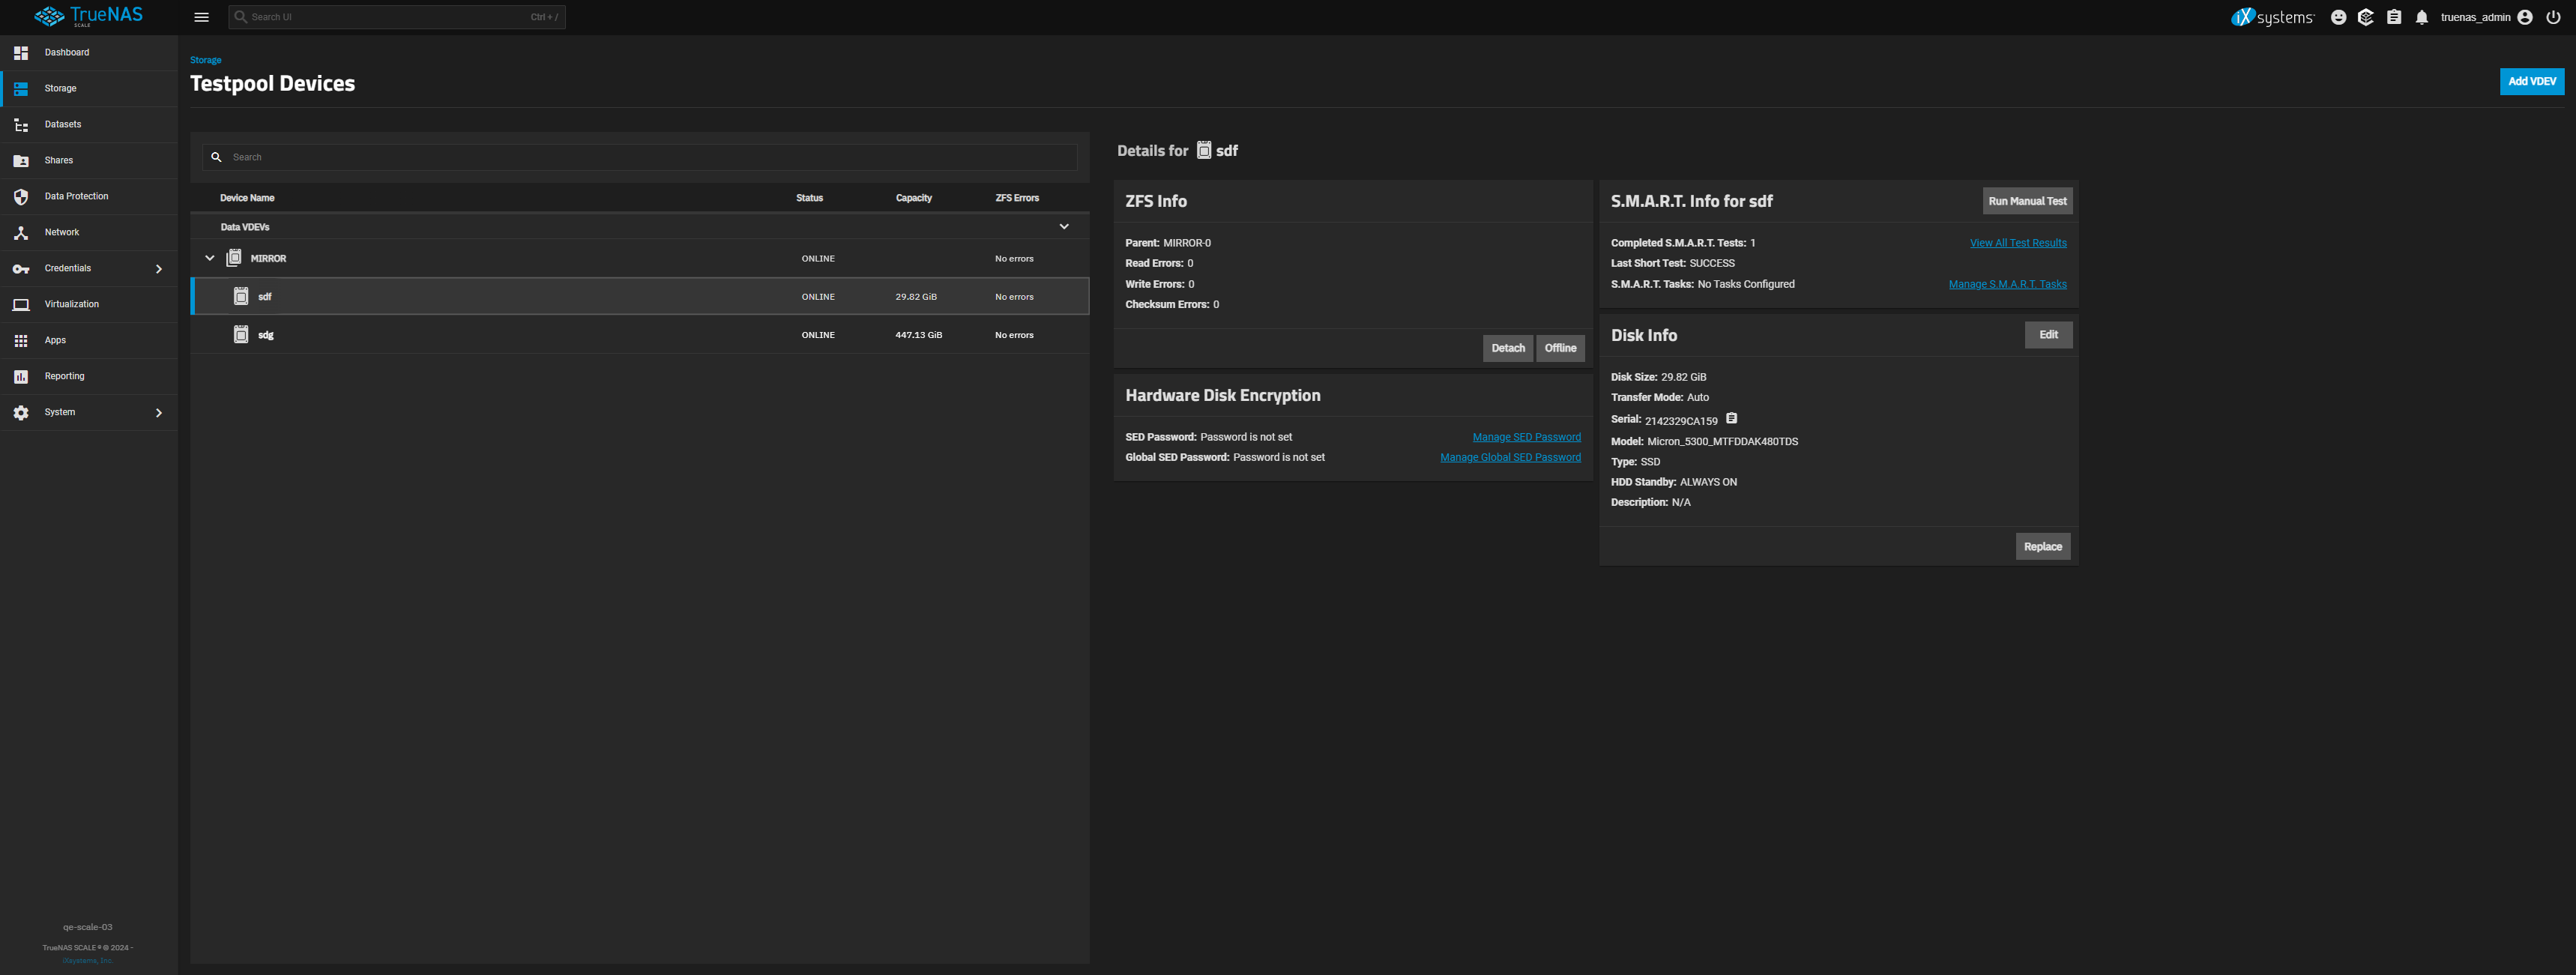 TrueNAS
SCALE
Search UI
Ctrl + /
iXsystems
truenas_admin
Dashboard
Storage
Datasets
Shares
Data Protection
Network
Credentials
Virtualization
Apps
Reporting
System
qe-scale-03
TrueNAS SCALE ® © 2024 -
iXsystems, Inc.
Storage
Testpool Devices
Add VDEV
Search
Device Name Status Capacity ZFS Errors
Data VDEVs
MIRROR ONLINE No errors
sdf ONLINE 29.82 GiB No errors
sdg ONLINE 447.13 GiB No errors
Details for sdf
ZFS Info
Parent: MIRROR-0
Read Errors: 0
Write Errors: 0
Checksum Errors: 0
Detach Offline
Hardware Disk Encryption
SED Password: Password is not set Manage SED Password
Global SED Password: Password is not set Manage Global SED Password
S.M.A.R.T. Info for sdf
Run Manual Test
Completed S.M.A.R.T. Tests: 1 View All Test Results
Last Short Test: SUCCESS
S.M.A.R.T. Tasks: No Tasks Configured Manage S.M.A.R.T. Tasks
Disk Info
Edit
Disk Size: 29.82 GiB
Transfer Mode: Auto
Serial: 2142329CA159
Model: Micron_5300_MTFDDAK480TDS
Type: SSD
HDD Standby: ALWAYS ON
Description: N/A
Replace